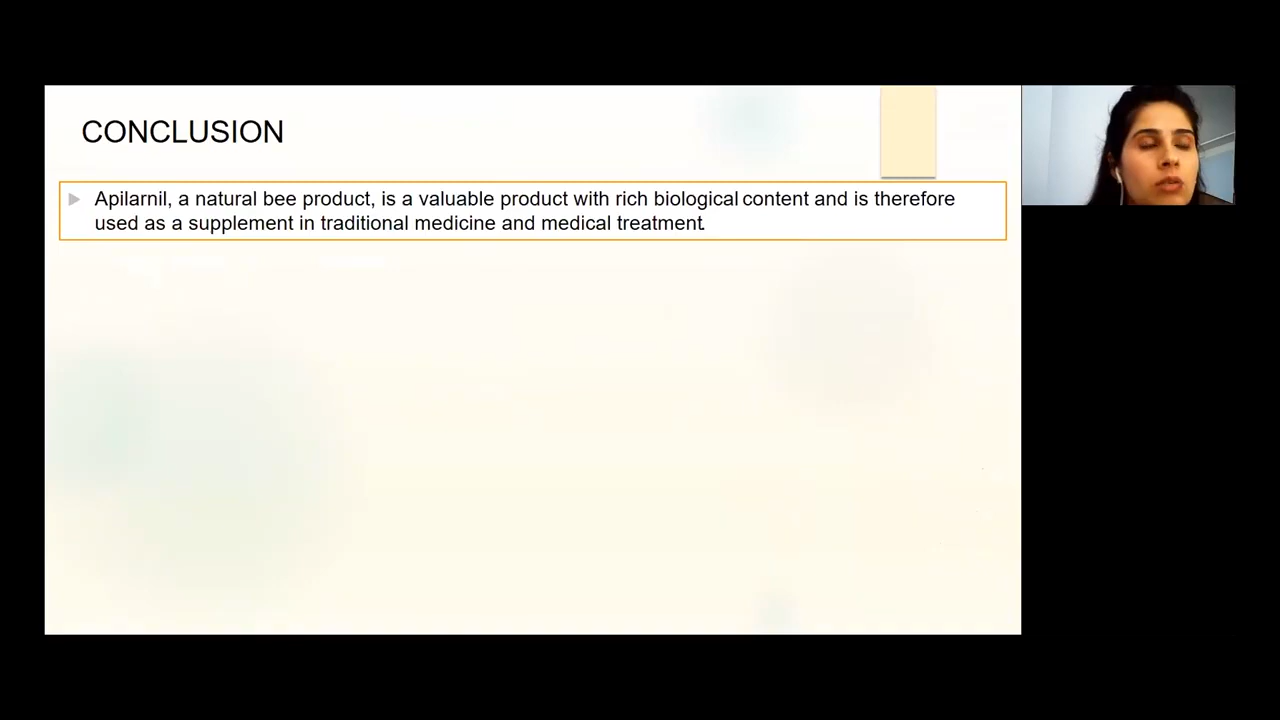 CONCLUSION
Apilarnil, a natural bee product, is a valuable product with rich biological content and is therefore
used as a supplement in traditional medicine and medical treatment.